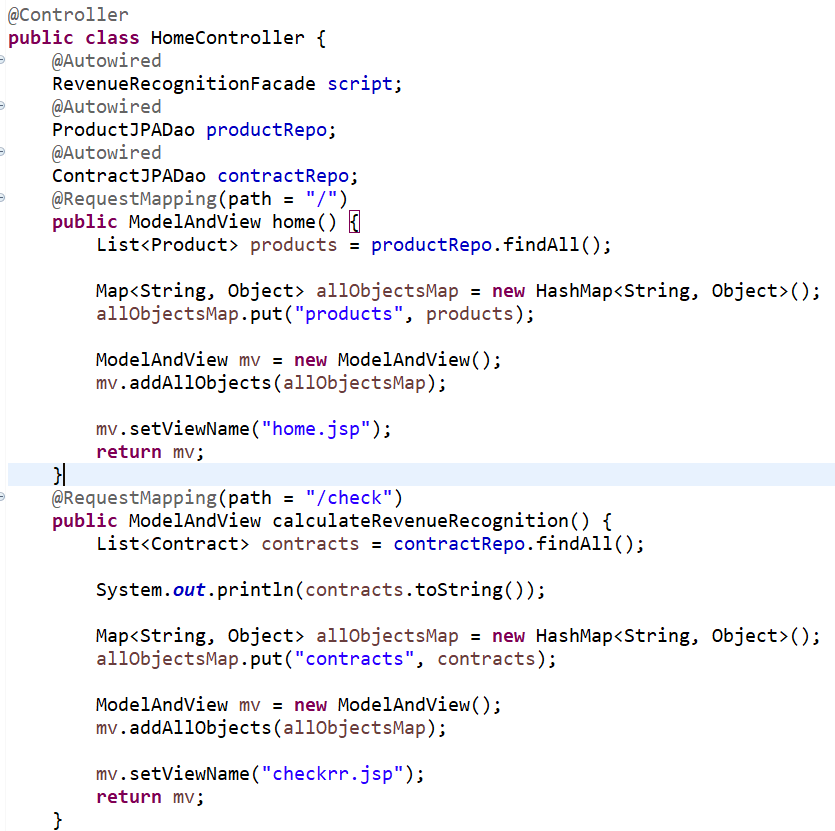 @Controller
public class HomeController {
@Autowired
RevenueRecognitionFacade script;
@Autowired
ProductJPADao productRepo;
@Autowired
ContractJPADao contractRepo;
@RequestMapping(path = "/")
public ModelAndView home() {
List<Product> products = productRepo.findAll();
Map<String, Object> allObjectsMap = new HashMap<String, Object>();
allObjectsMap.put("products", products);
ModelAndView mv = new ModelAndView();
mv.addAllObjects(allObjectsMap);
mv.setViewName("home.jsp");
return mv;
}
@RequestMapping(path = "/check")
public ModelAndView calculateRevenueRecognition() {
List<Contract> contracts = contractRepo.findAll();
System.out.println(contracts.toString());
Map<String, Object> allObjectsMap = new HashMap<String, Object>();
allObjectsMap.put("contracts", contracts);
ModelAndView mv = new ModelAndView();
mv.addAllObjects(allObjectsMap);
mv.setViewName("checkrr.jsp");
return mv;
}